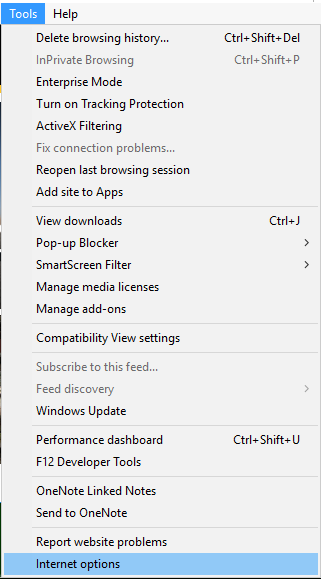 Tools Help
Delete browsing history... Ctrl+Shift+Del
InPrivate Browsing Ctrl+Shift+P
Enterprise Mode
Turn on Tracking Protection
ActiveX Filtering
Fix connection problems...
Reopen last browsing session
Add site to Apps
View downloads Ctrl+J
Pop-up Blocker
SmartScreen Filter
Manage media licenses
Manage add-ons
Compatibility View settings
Subscribe to this feed...
Feed discovery
Windows Update
Performance dashboard Ctrl+Shift+U
F12 Developer Tools
OneNote Linked Notes
Send to OneNote
Report website problems
Internet options